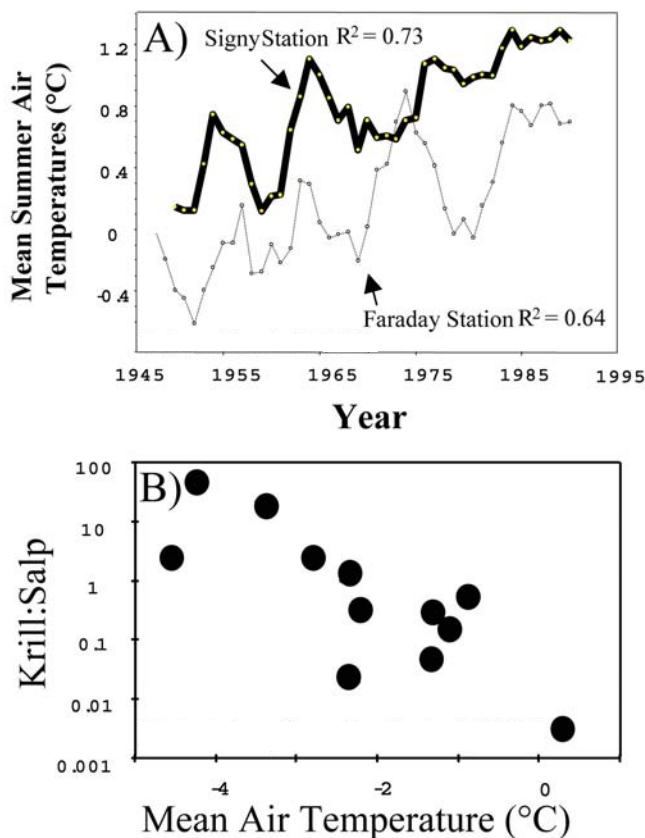 A)
SignyStation R² = 0.73
1.2
0.8
0.4
0
-0.4
Mean Summer Air
Temperatures (°C)
Faraday Station R² = 0.64
1945 1955 1965 1975 1985 1995
Year
B)
100
10
1
0.1
0.01
0.001
Krill:Salp
-4 -2 0
Mean Air Temperature (°C)